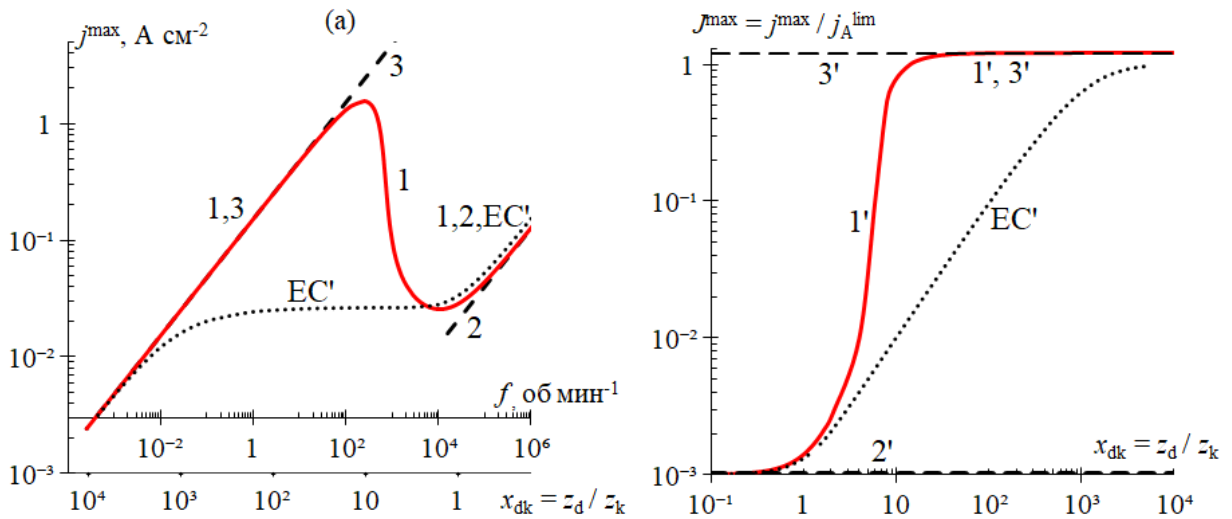 (a)
j^max, А см^-2
3
1
1
1,3
1,2,EC'
10^-1
EC'
2
10^-2
f, об мин^-1
10^-2 1 10^2 10^4 10^6
10^-3
10^4 10^3 10^2 10 1 x_dk = z_d / z_k
J^max = j^max / j_A^lim
1
3' 1', 3'
10^-1
1' EC'
10^-2
2' x_dk = z_d / z_k
10^-3
10^-1 1 10 10^2 10^3 10^4